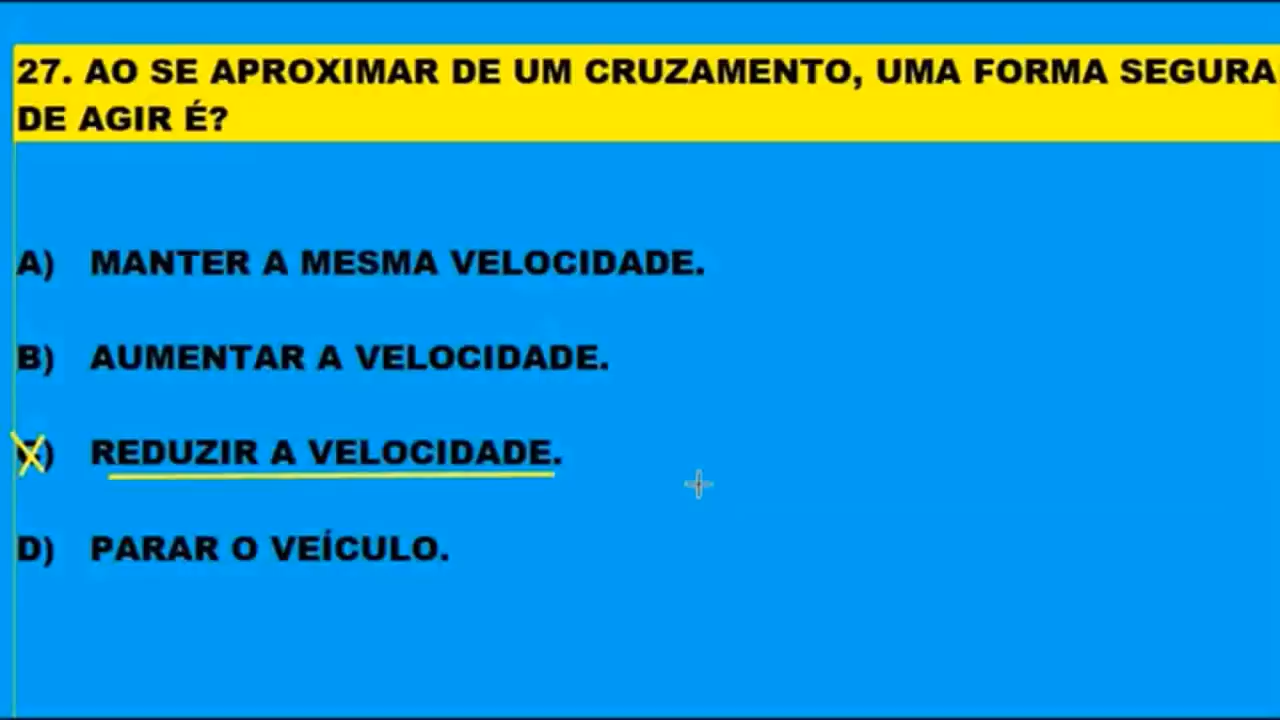 27. AO SE APROXIMAR DE UM CRUZAMENTO, UMA FORMA SEGURA
DE AGIR É?
A) MANTER A MESMA VELOCIDADE.
B) AUMENTAR A VELOCIDADE.
C) REDUZIR A VELOCIDADE.
D) PARAR O VEÍCULO.